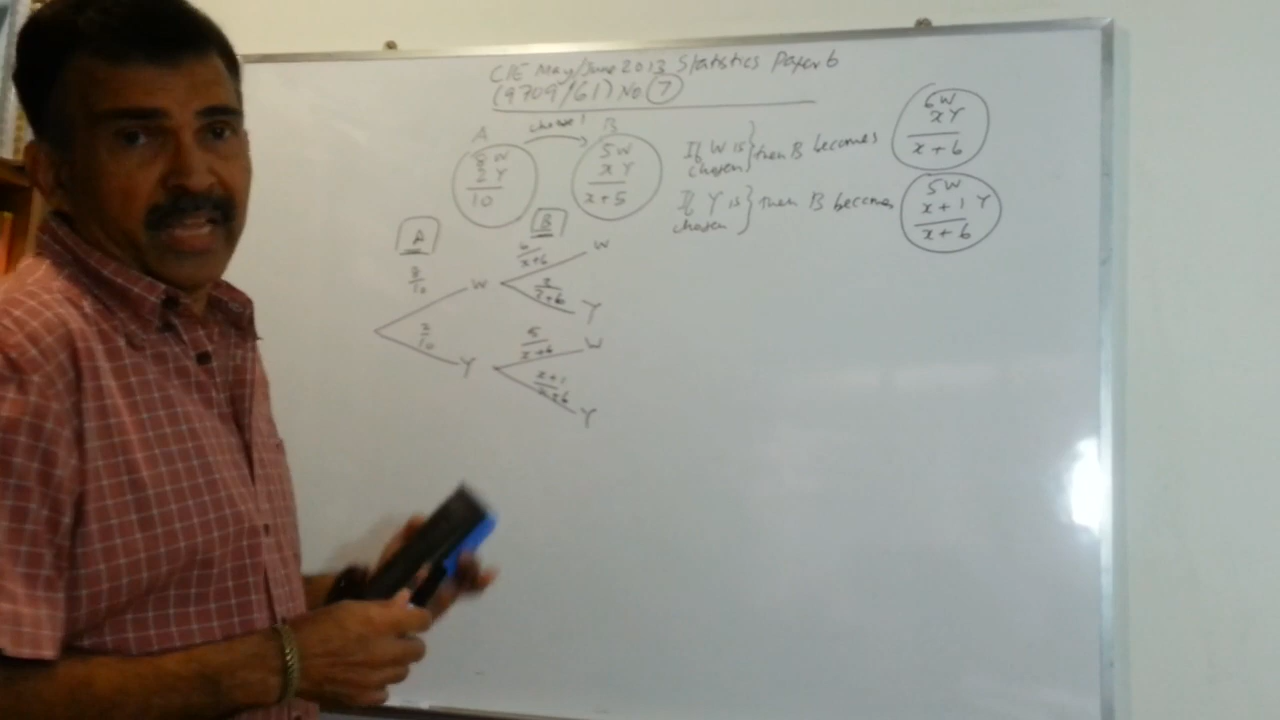 CIE May/June 2013 Statistics Paper 6
(9709/61) No 7
A choose 1 B
8 W
2 Y
10
5 W
x Y
x + 5
If W is chosen } then B becomes
6 W
x Y
x + 6
If Y is chosen } then B becomes
5 W
x + 1 Y
x + 6
A
B
8/10 W
2/10 Y
6/x+6 W
x/x+6 Y
5/x+6 W
x+1/x+6 Y